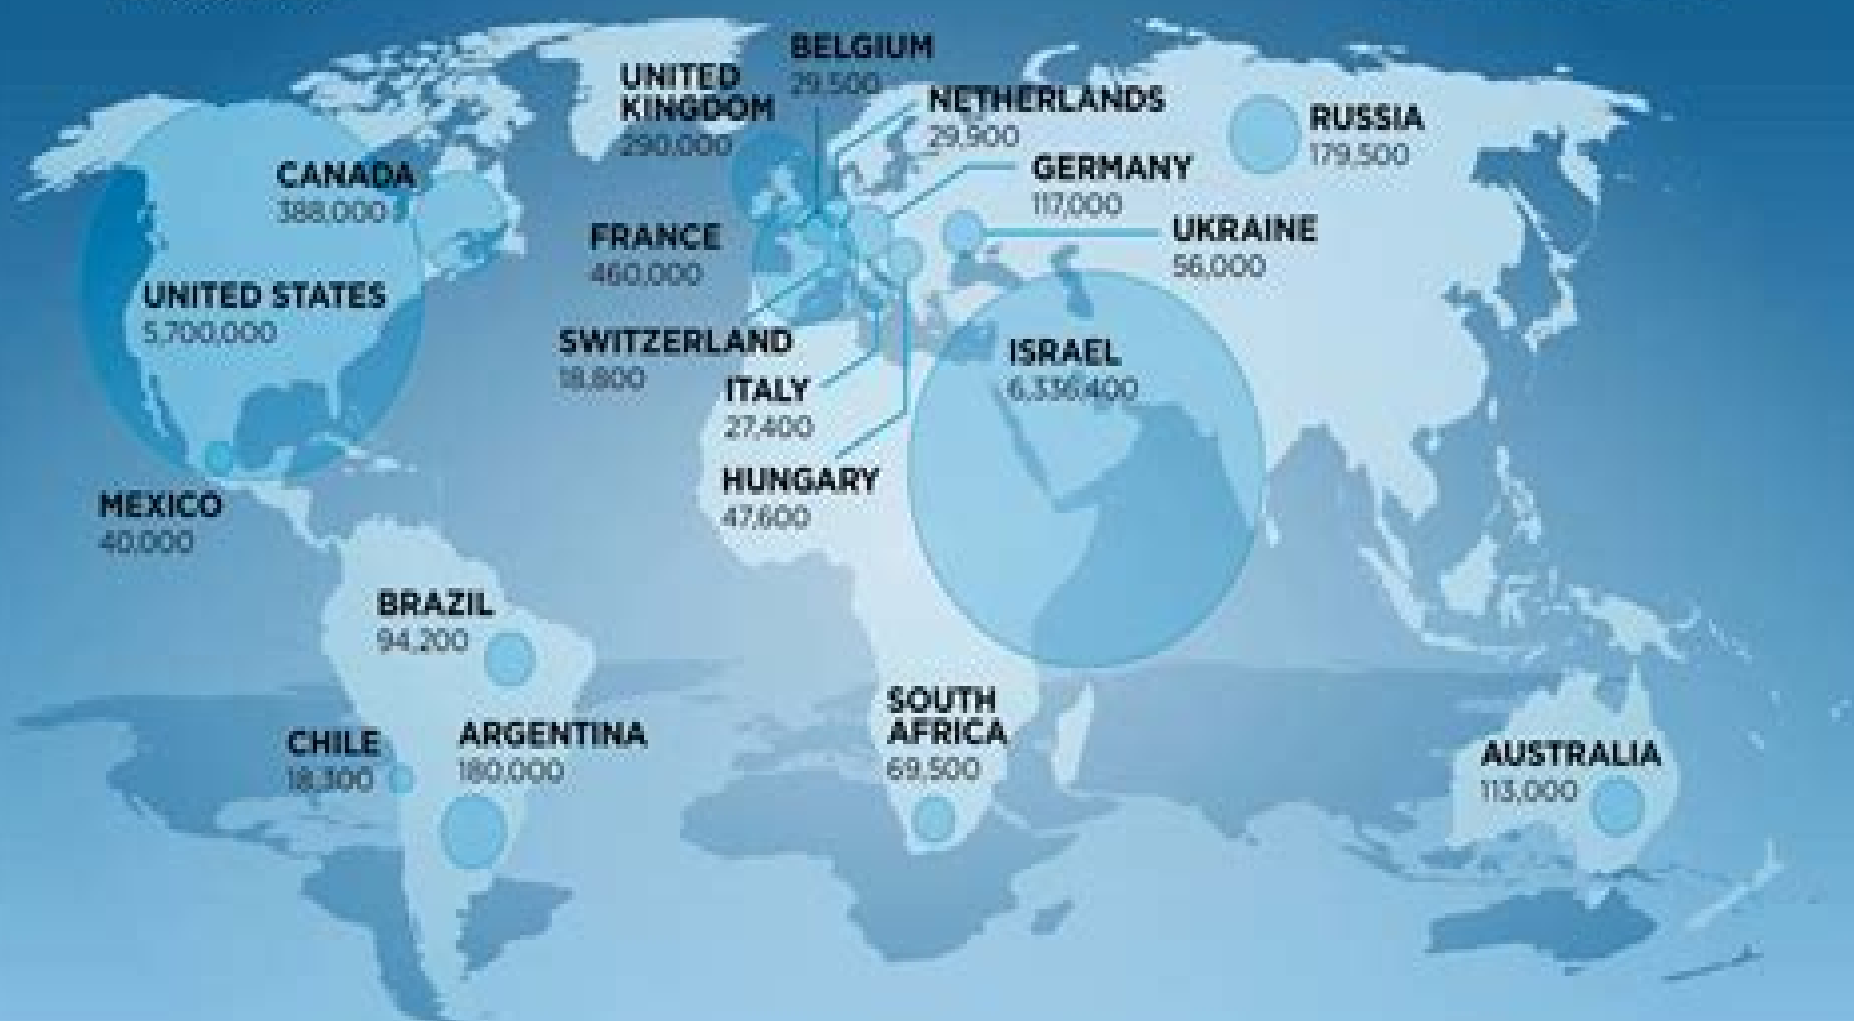 BELGIUM
29,500
UNITED
KINGDOM
290,000
NETHERLANDS
29,900
RUSSIA
179,500
CANADA
388,000
GERMANY
117,000
FRANCE
460,000
UKRAINE
56,000
UNITED STATES
5,700,000
SWITZERLAND
18,800
ISRAEL
6,336,400
ITALY
27,400
HUNGARY
47,600
MEXICO
40,000
BRAZIL
94,200
SOUTH
AFRICA
69,500
CHILE
18,300
ARGENTINA
180,000
AUSTRALIA
113,000